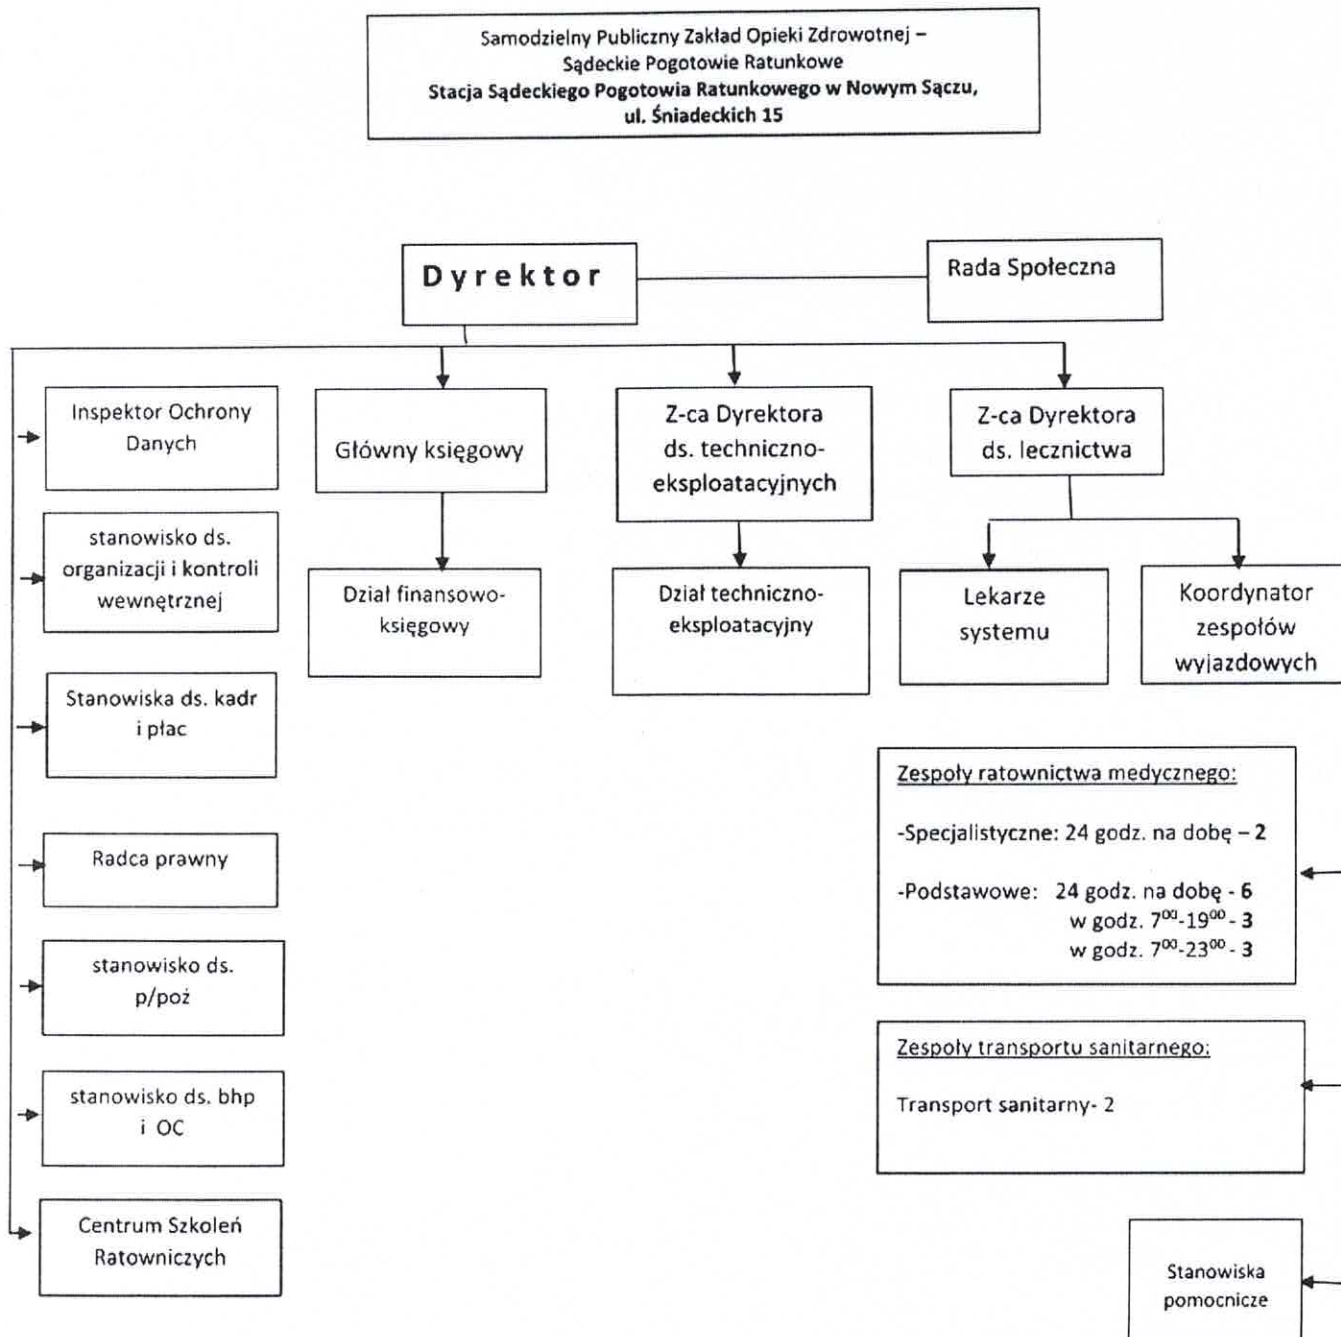 Samodzielny Publiczny Zakład Opieki Zdrowotnej –
Sądeckie Pogotowie Ratunkowe
Stacja Sądeckiego Pogotowia Ratunkowego w Nowym Sączu,
ul. Śniadeckich 15
Dyrektor
Rada Społeczna
Inspektor Ochrony
Danych
Główny księgowy
Z-ca Dyrektora
ds. techniczno-
eksploatacyjnych
Z-ca Dyrektora
ds. lecznictwa
stanowisko ds.
organizacji i kontroli
wewnętrznej
Dział finansowo-
księgowy
Dział techniczno-
eksploatacyjny
Lekarze
systemu
Koordynator
zespołów
wyjazdowych
Stanowiska ds. kadr
i płac
Radca prawny
stanowisko ds.
p/poż
stanowisko ds. bhp
i OC
Centrum Szkoleń
Ratowniczych
Zespoły ratownictwa medycznego:
-Specjalistyczne: 24 godz. na dobę – 2
-Podstawowe: 24 godz. na dobę - 6
w godz. 7⁰⁰-19⁰⁰ - 3
w godz. 7⁰⁰-23⁰⁰ - 3
Zespoły transportu sanitarnego:
Transport sanitarny- 2
Stanowiska
pomocnicze